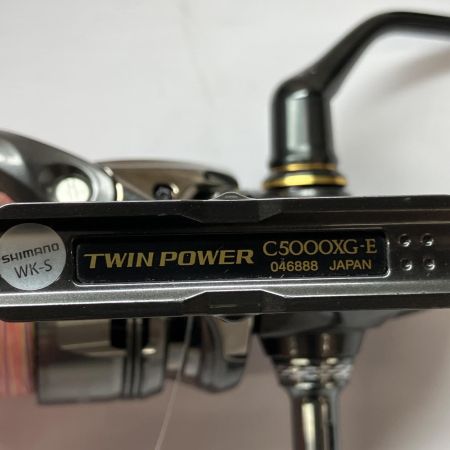 SHIMANO
WK-S
TWIN POWER C5000XG-E
046888 JAPAN